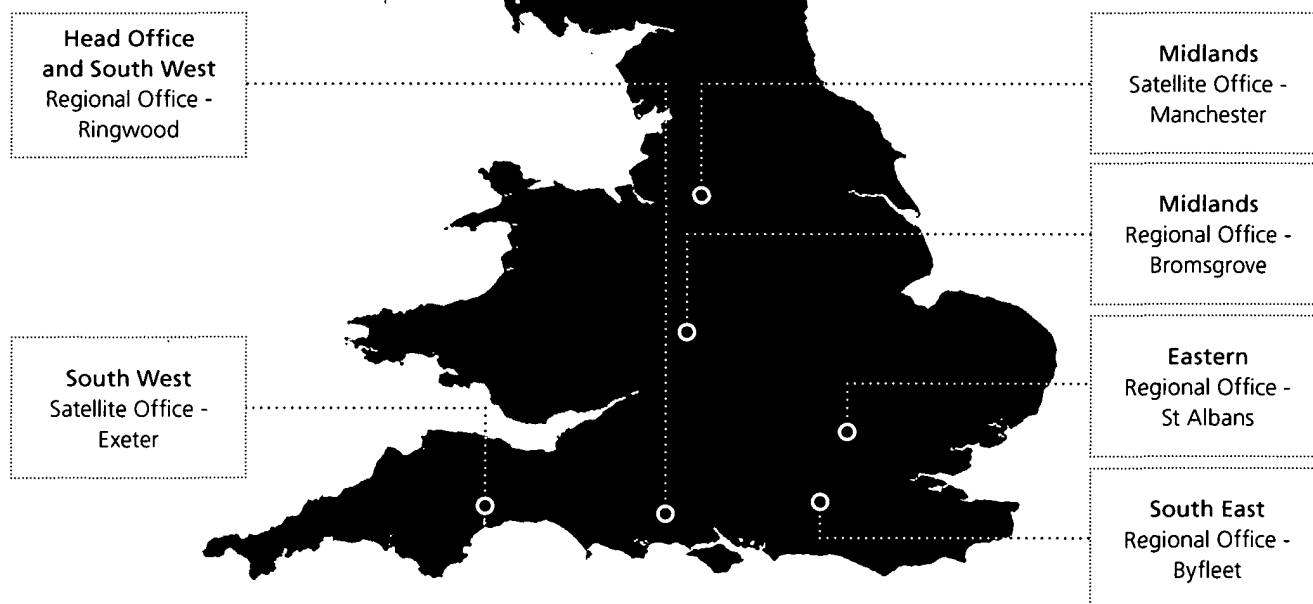 Head Office
and South West
Regional Office -
Ringwood
South West
Satellite Office -
Exeter
Midlands
Satellite Office -
Manchester
Midlands
Regional Office -
Bromsgrove
Eastern
Regional Office -
St Albans
South East
Regional Office -
Byfleet